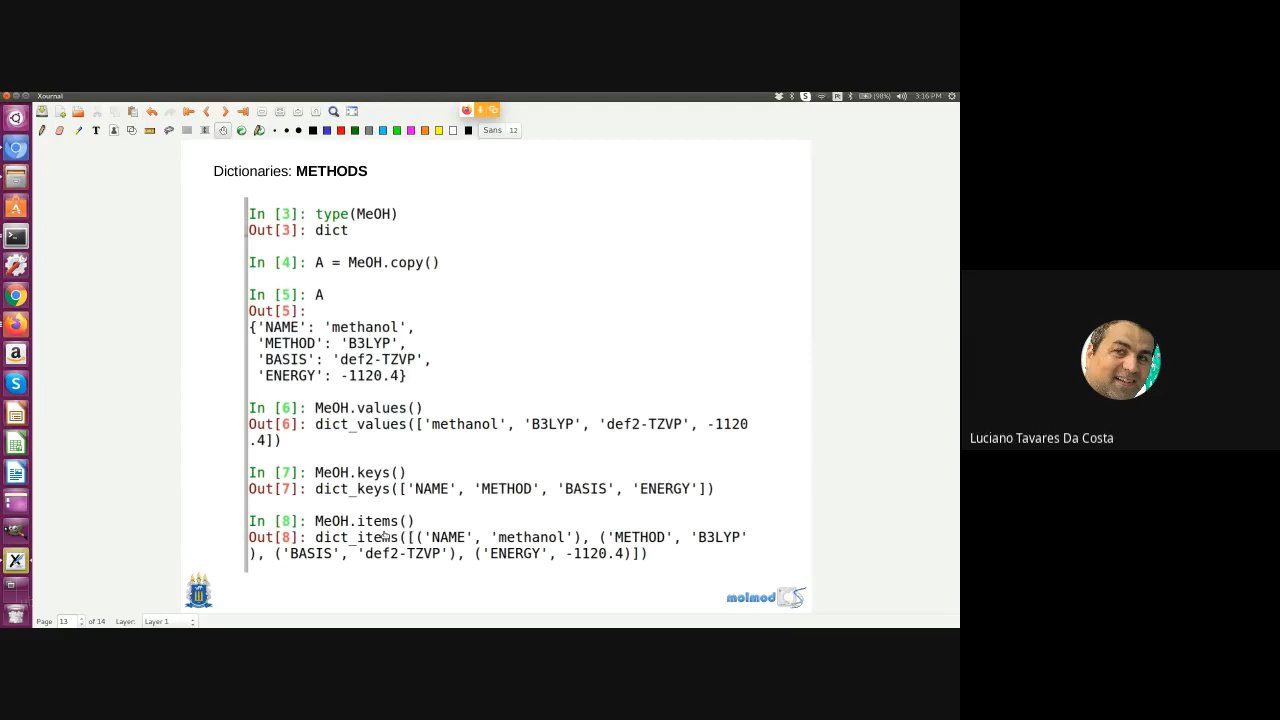 Xournal
(98%)
3:16 PM
Sans 12
Dictionaries: METHODS
In [3]: type(MeOH)
Out[3]: dict
In [4]: A = MeOH.copy()
In [5]: A
Out[5]:
{'NAME': 'methanol',
'METHOD': 'B3LYP',
'BASIS': 'def2-TZVP',
'ENERGY': -1120.4}
In [6]: MeOH.values()
Out[6]: dict_values(['methanol', 'B3LYP', 'def2-TZVP', -1120
.4])
In [7]: MeOH.keys()
Out[7]: dict_keys(['NAME', 'METHOD', 'BASIS', 'ENERGY'])
In [8]: MeOH.items()
Out[8]: dict_items([('NAME', 'methanol'), ('METHOD', 'B3LYP'
), ('BASIS', 'def2-TZVP'), ('ENERGY', -1120.4)])
molmod
Luciano Tavares Da Costa
Page 13 of 14 Layer: Layer 1